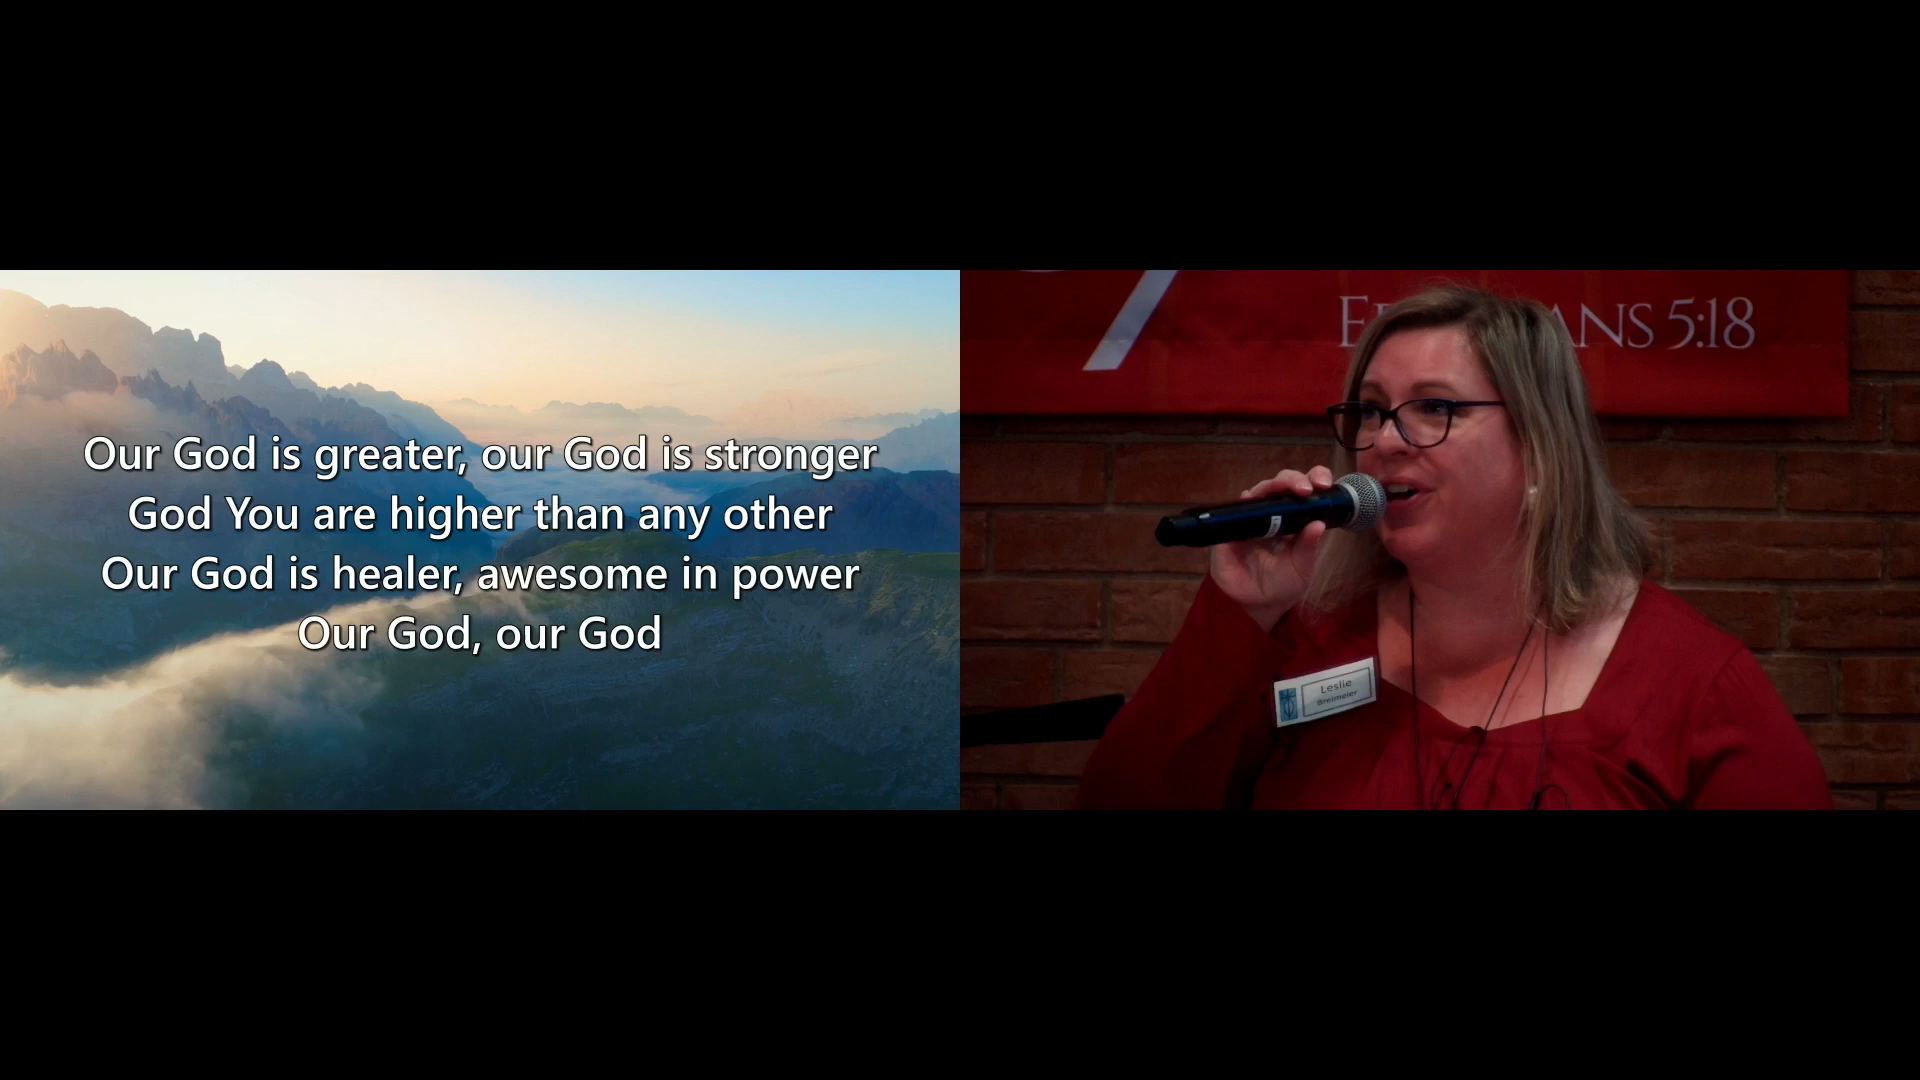 Our God is greater, our God is stronger
God You are higher than any other
Our God is healer, awesome in power
Our God, our God
5:18
Leslie
Breimeier